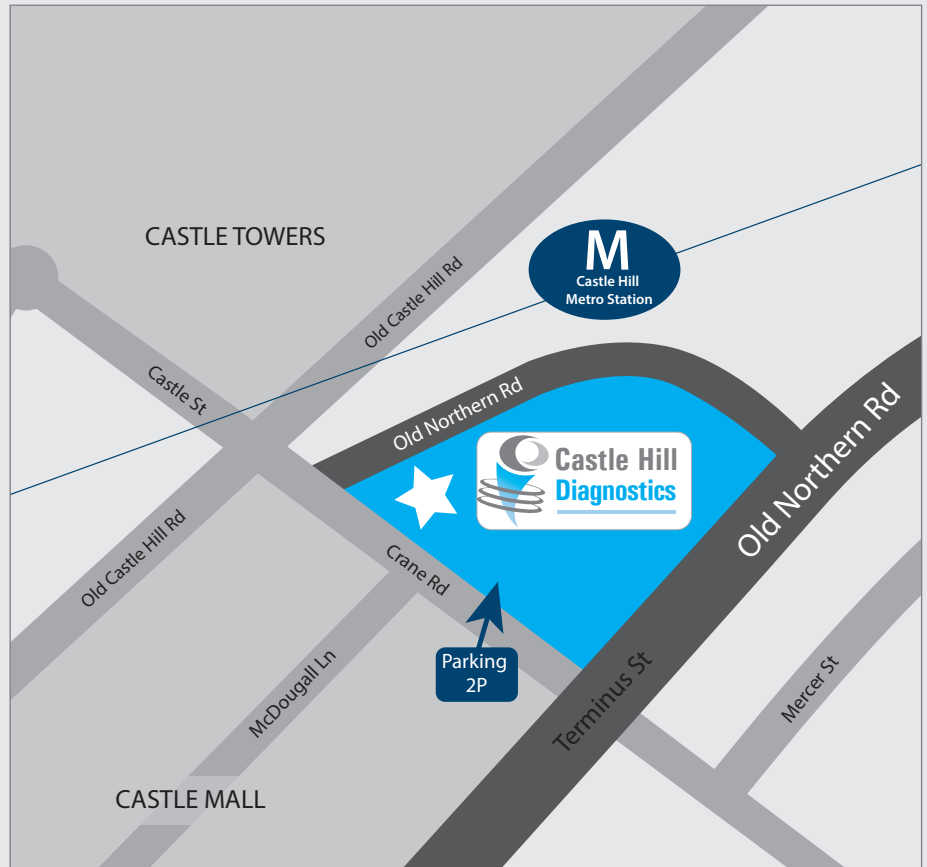 CASTLE TOWERS
M
Castle Hill
Metro Station
Old Castle Hill Rd
Castle St
Old Northern Rd
Castle Hill
Diagnostics
Old Northern Rd
Old Castle Hill Rd
Crane Rd
Parking
2P
McDougall Ln
Terminus St
Mercer St
CASTLE MALL